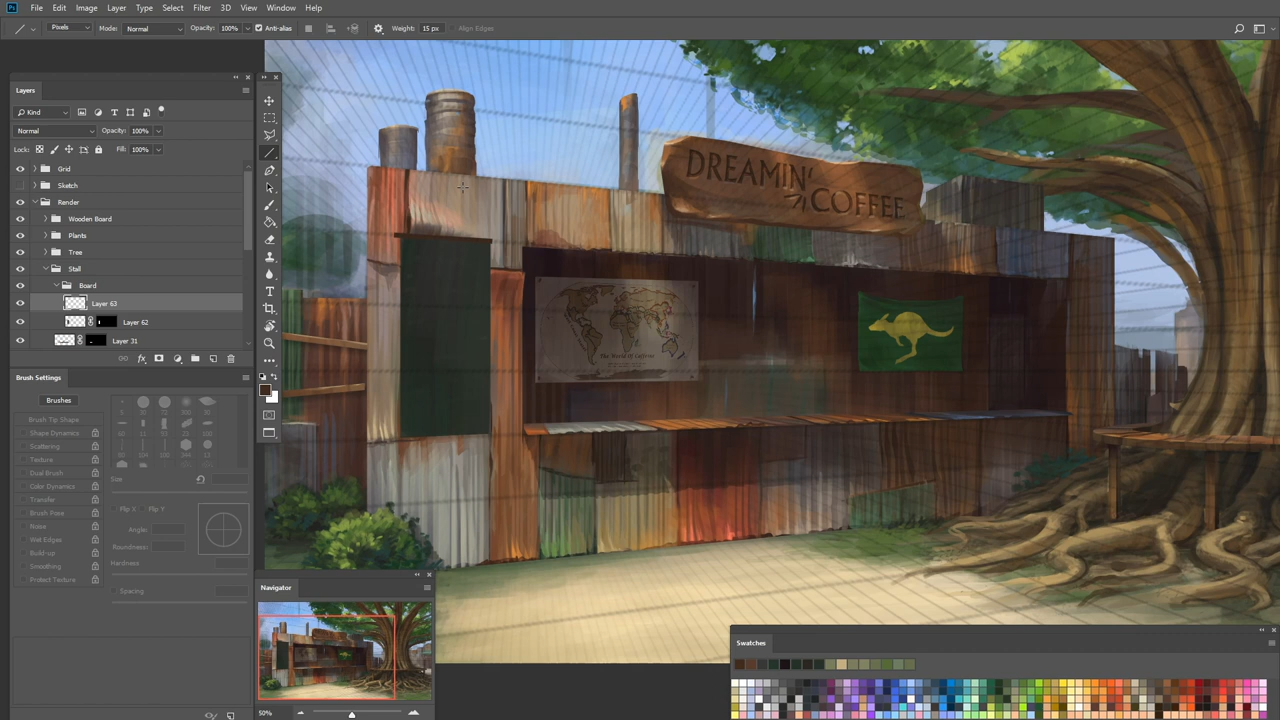 Ps File Edit Image Layer Type Select Filter 3D View Window Help
Pixels Mode: Normal Opacity: 100% Anti-alias Weight: 15 px Align Edges
Layers
Kind
Normal Opacity: 100%
Lock: Fill: 100%
Grid
Sketch
Render
Wooden Board
Plants
Tree
Stall
Board
Layer 63
Layer 62
Layer 31
Brush Settings
Brushes
Brush Tip Shape
Shape Dynamics
Scattering
Texture
Dual Brush
Color Dynamics
Transfer
Brush Pose
Noise
Wet Edges
Build-up
Smoothing
Protect Texture
Size
Flip X Flip Y
Angle:
Roundness:
Hardness
Spacing
DREAMIN'
COFFEE
The World Of Caffeine
Navigator
50%
Swatches